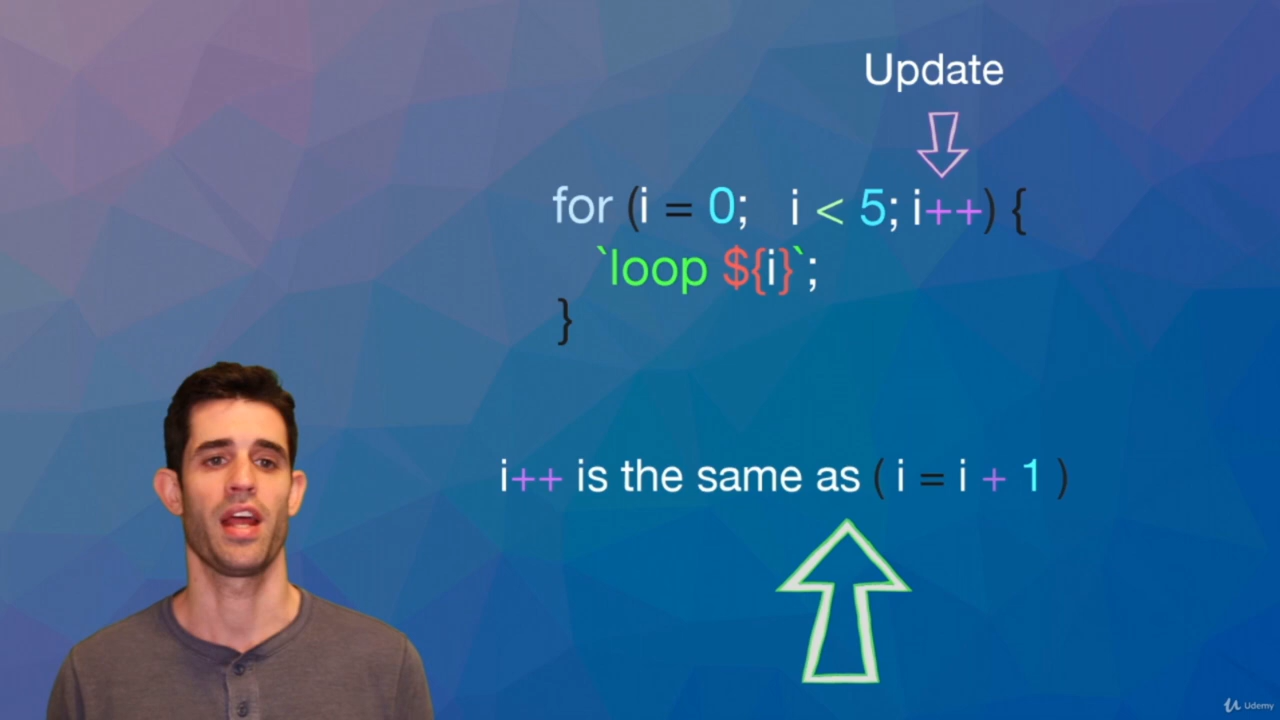 Update
for (i = 0; i < 5; i++) {
`loop ${i}`;
}
i++ is the same as ( i = i + 1 )
Udemy